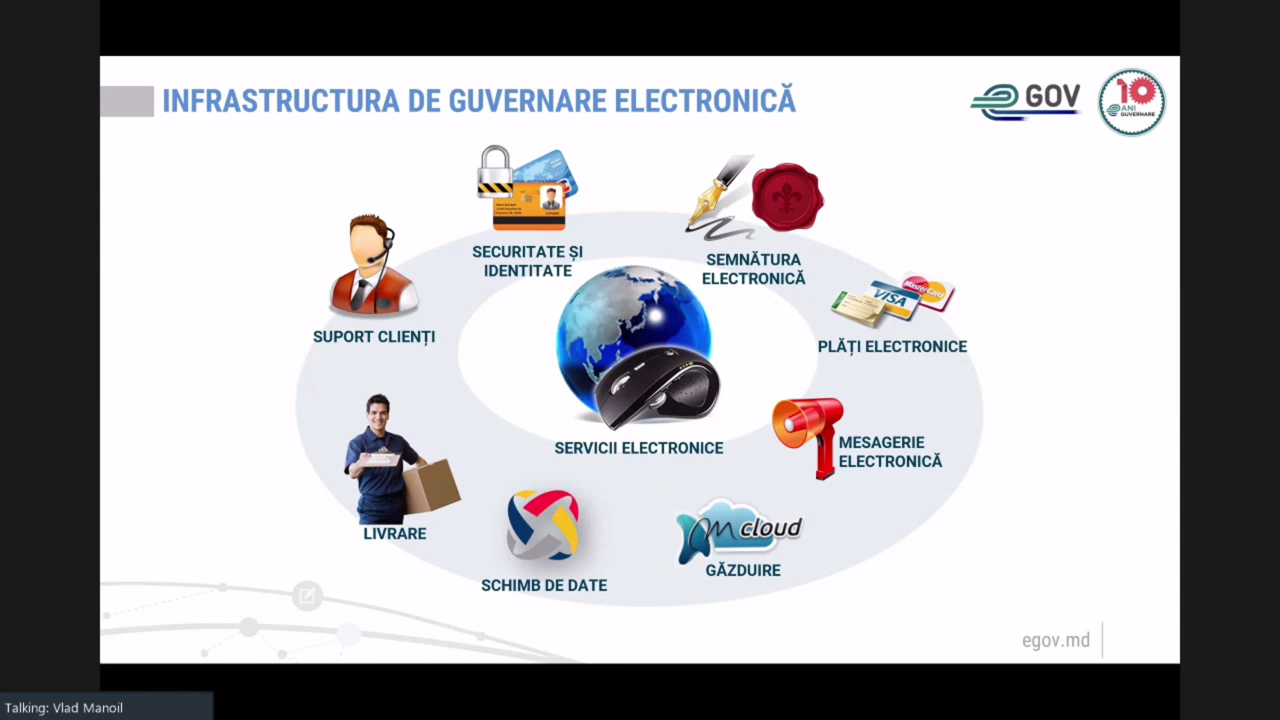 INFRASTRUCTURA DE GUVERNARE ELECTRONICĂ
GOV
10
ANI
GUVERNARE
SECURITATE ȘI
IDENTITATE
SEMNĂTURA
ELECTRONICĂ
SUPORT CLIENȚI
VISA
MasterCard
PLĂȚI ELECTRONICE
SERVICII ELECTRONICE
MESAGERIE
ELECTRONICĂ
LIVRARE
SCHIMB DE DATE
m cloud
GĂZDUIRE
egov.md
Talking: Vlad Manoil